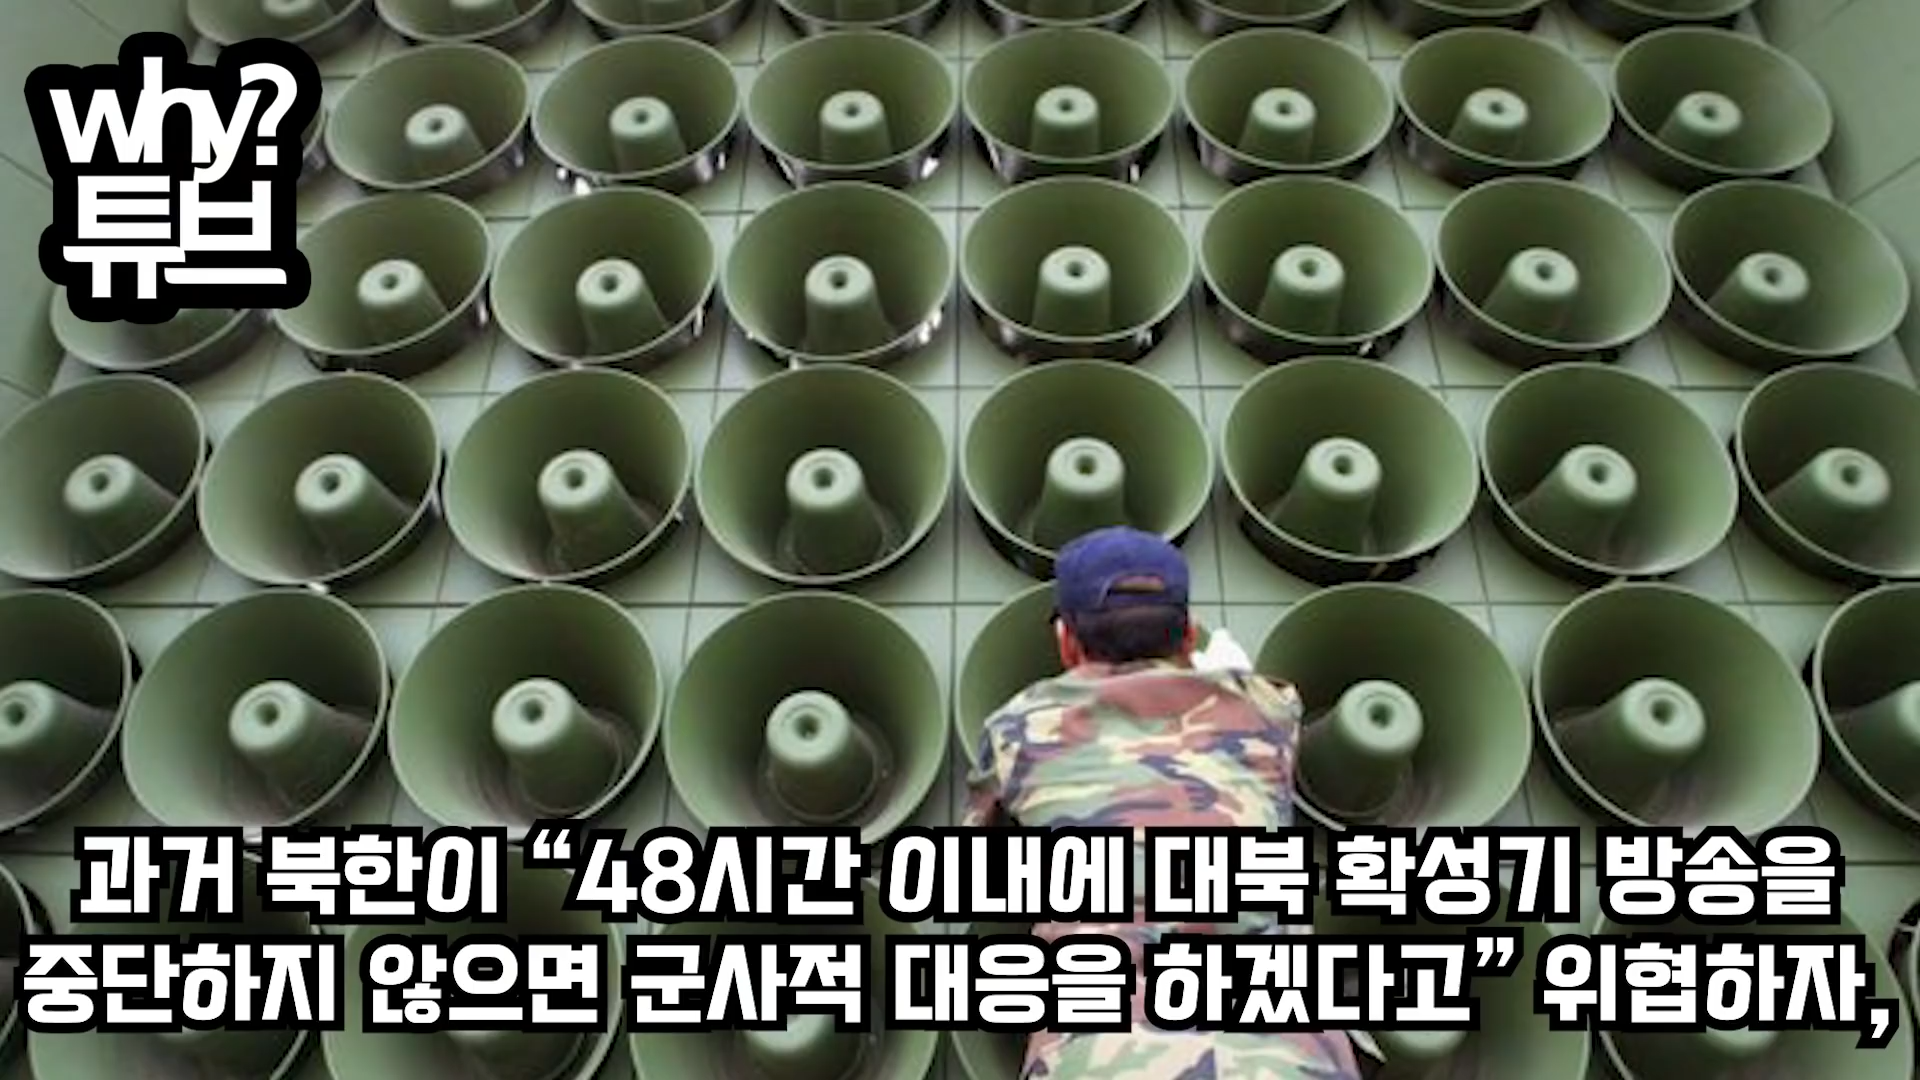 why?
튜브
과거 북한이 “48시간 이내에 대북 확성기 방송을
중단하지 않으면 군사적 대응을 하겠다고” 위협하자,